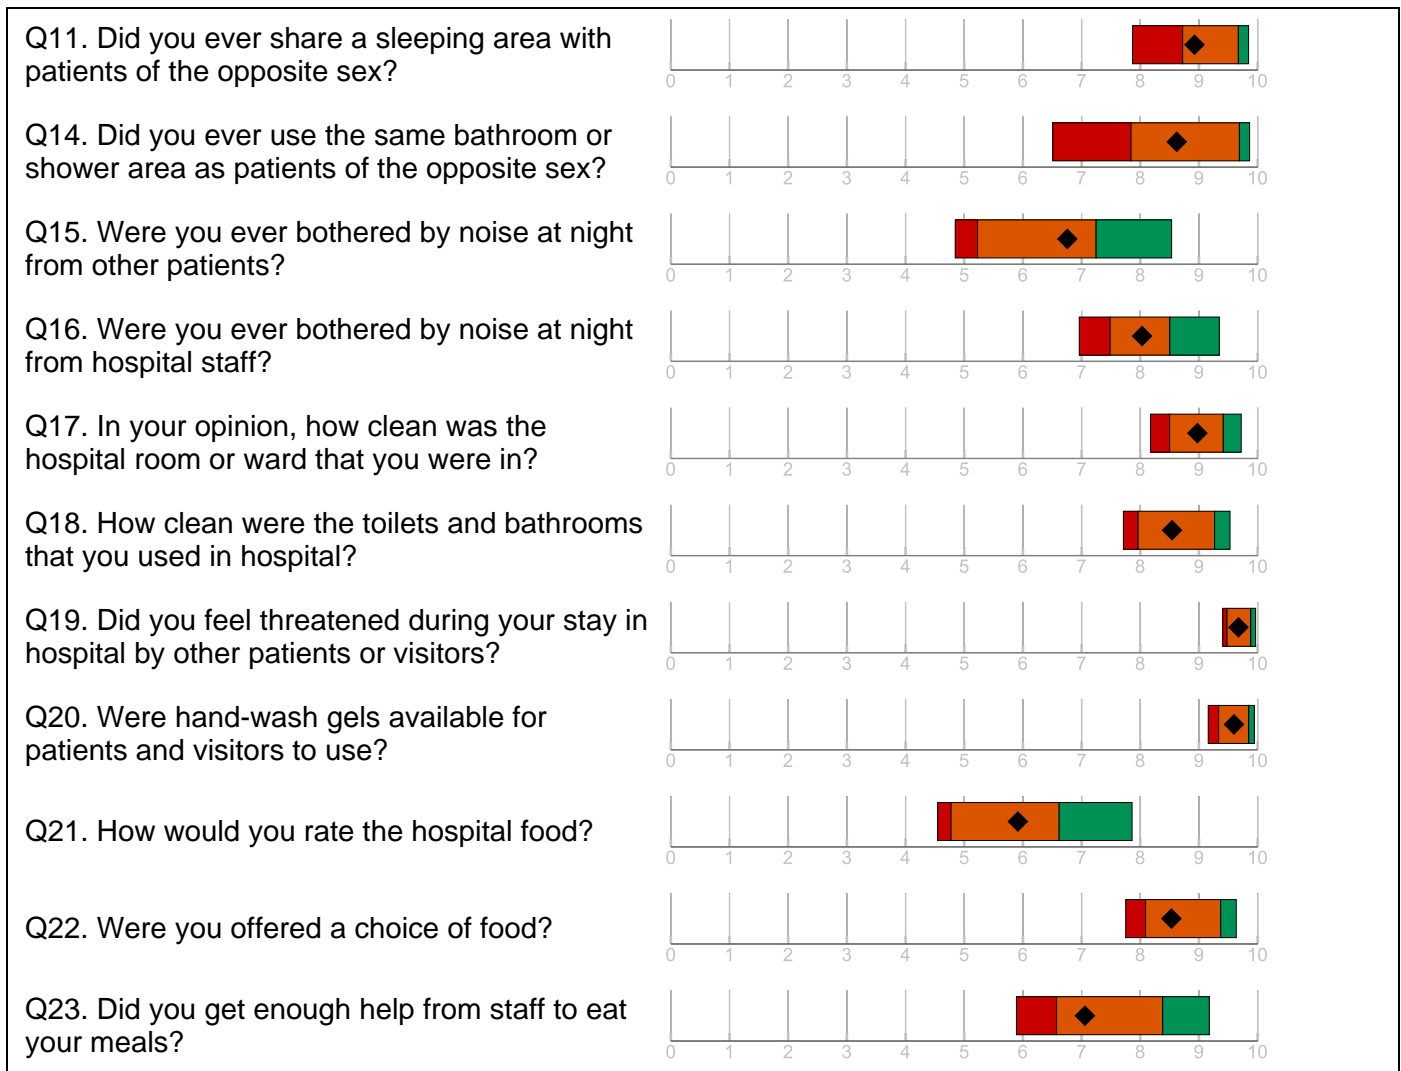 Q11. Did you ever share a sleeping area with
patients of the opposite sex?
0 1 2 3 4 5 6 7 8 9 10
Q14. Did you ever use the same bathroom or
shower area as patients of the opposite sex?
0 1 2 3 4 5 6 7 8 9 10
Q15. Were you ever bothered by noise at night
from other patients?
0 1 2 3 4 5 6 7 8 9 10
Q16. Were you ever bothered by noise at night
from hospital staff?
0 1 2 3 4 5 6 7 8 9 10
Q17. In your opinion, how clean was the
hospital room or ward that you were in?
0 1 2 3 4 5 6 7 8 9 10
Q18. How clean were the toilets and bathrooms
that you used in hospital?
0 1 2 3 4 5 6 7 8 9 10
Q19. Did you feel threatened during your stay in
hospital by other patients or visitors?
0 1 2 3 4 5 6 7 8 9 10
Q20. Were hand-wash gels available for
patients and visitors to use?
0 1 2 3 4 5 6 7 8 9 10
Q21. How would you rate the hospital food?
0 1 2 3 4 5 6 7 8 9 10
Q22. Were you offered a choice of food?
0 1 2 3 4 5 6 7 8 9 10
Q23. Did you get enough help from staff to eat
your meals?
0 1 2 3 4 5 6 7 8 9 10